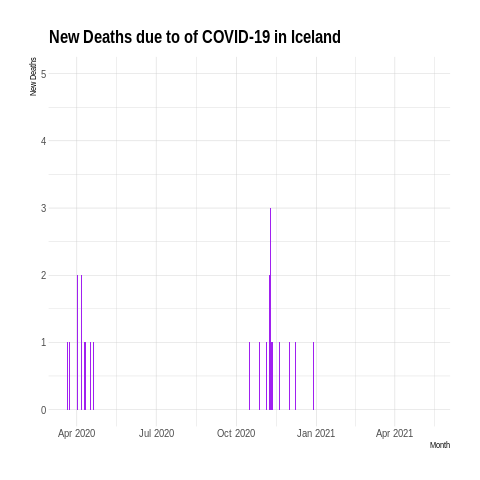 New Deaths due to of COVID-19 in Iceland
New Deaths
5
4
3
2
1
0
Apr 2020 Jul 2020 Oct 2020 Jan 2021 Apr 2021
Month